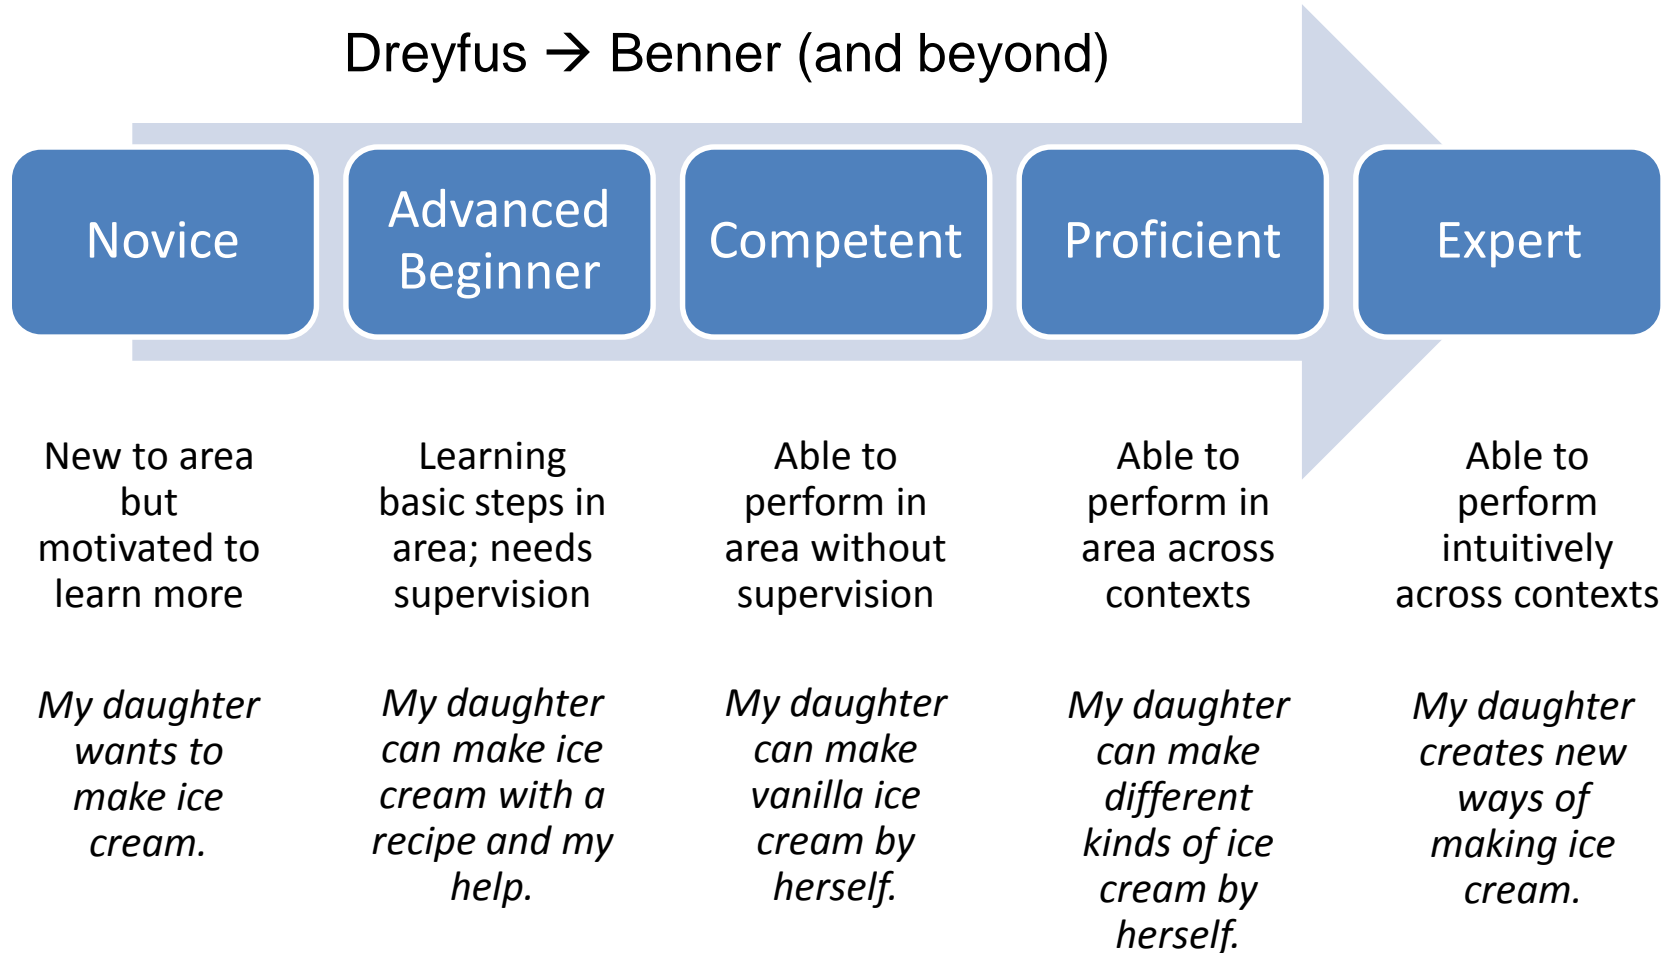 Dreyfus → Benner (and beyond)
Novice
Advanced
Beginner
Competent
Proficient
Expert
New to area
but
motivated to
learn more
Learning
basic steps in
area; needs
supervision
Able to
perform in
area without
supervision
Able to
perform in
area across
contexts
Able to
perform
intuitively
across contexts
My daughter
wants to
make ice
cream.
My daughter
can make ice
cream with a
recipe and my
help.
My daughter
can make
vanilla ice
cream by
herself.
My daughter
can make
different
kinds of ice
cream by
herself.
My daughter
creates new
ways of
making ice
cream.